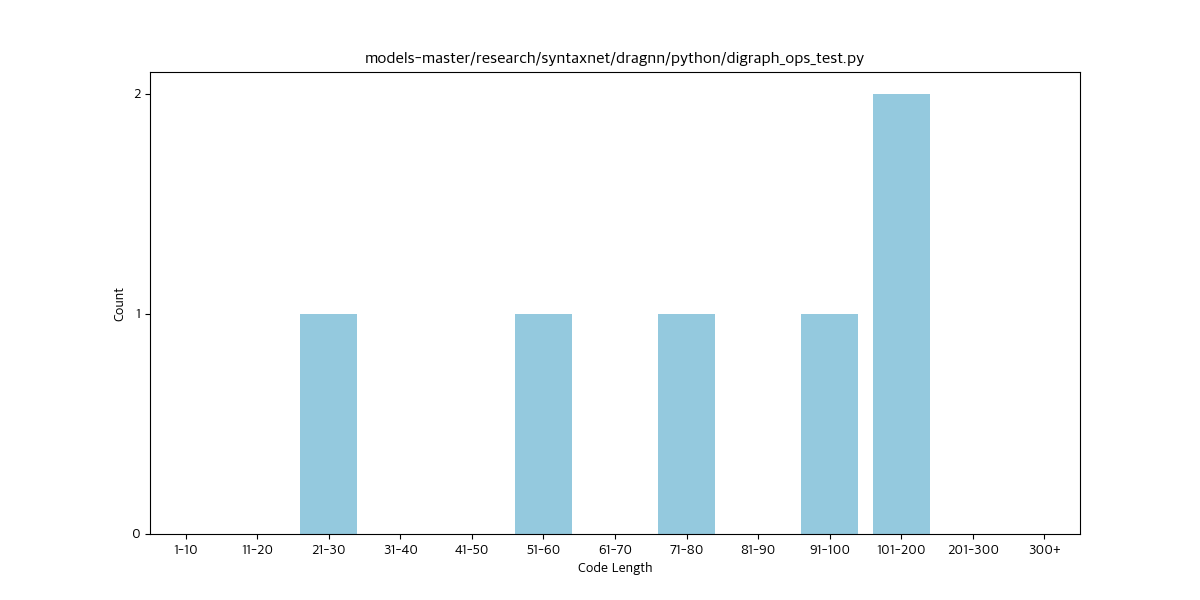 models-master/research/syntaxnet/dragnn/python/digraph_ops_test.py
2
1
0
Count
1-10 11-20 21-30 31-40 41-50 51-60 61-70 71-80 81-90 91-100 101-200 201-300 300+
Code Length